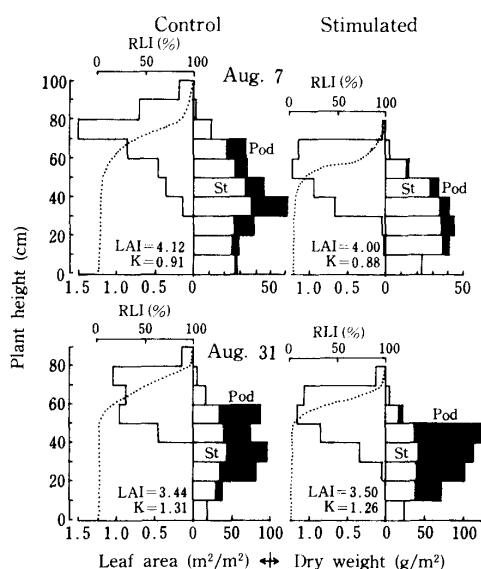 Control
Stimulated
RLI (%)
0 50 100
Aug. 7
RLI (%)
0 50 100
Plant height (cm)
100
80
60
40
20
0
Pod
St
LAI=4.12
K=0.91
1.5 1.0 0.5 0 50
Pod
St
LAI=4.00
K=0.88
1.0 0.5 0 50
RLI (%)
0 50 100
Aug. 31
RLI (%)
0 50 100
80
60
40
20
0
Pod
St
LAI=3.44
K=1.31
1.5 1.0 0.5 0 50 100
Pod
St
LAI=3.50
K=1.26
1.0 0.5 0 50 100
Leaf area (m²/m²) ↔ Dry weight (g/m²)